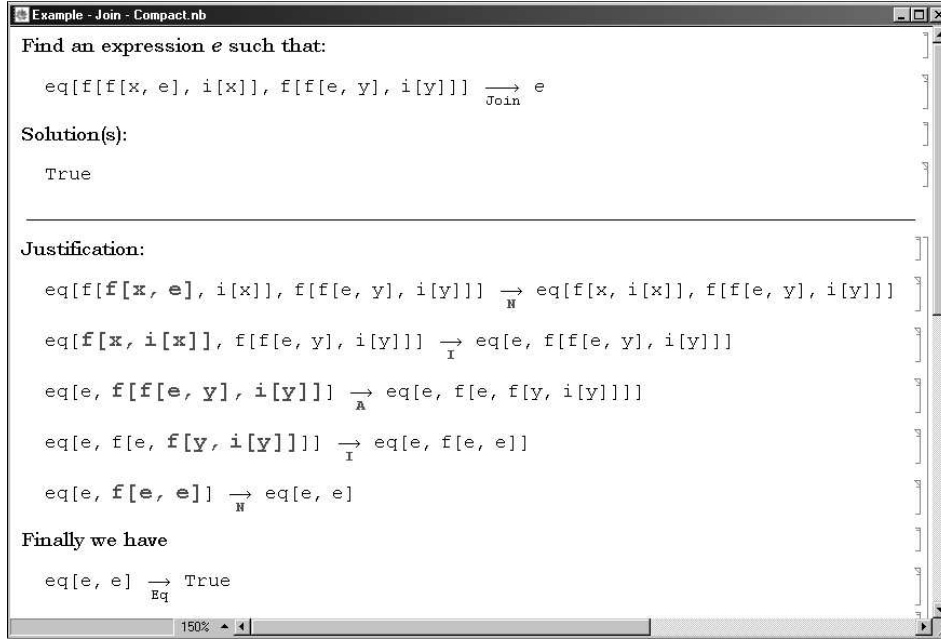 Example - Join - Compact.nb
Find an expression e such that:
eq[f[f[x, e], i[x]], f[f[e, y], i[y]]] ⟶ e
Join
Solution(s):
True
Justification:
eq[f[f[x, e], i[x]], f[f[e, y], i[y]]] ⟶ eq[f[x, i[x]], f[f[e, y], i[y]]]
N
eq[f[x, i[x]], f[f[e, y], i[y]]] ⟶ eq[e, f[f[e, y], i[y]]]
I
eq[e, f[f[e, y], i[y]]] ⟶ eq[e, f[e, f[y, i[y]]]]
A
eq[e, f[e, f[y, i[y]]]] ⟶ eq[e, f[e, e]]
I
eq[e, f[e, e]] ⟶ eq[e, e]
N
Finally we have
eq[e, e] ⟶ True
Eq
150%